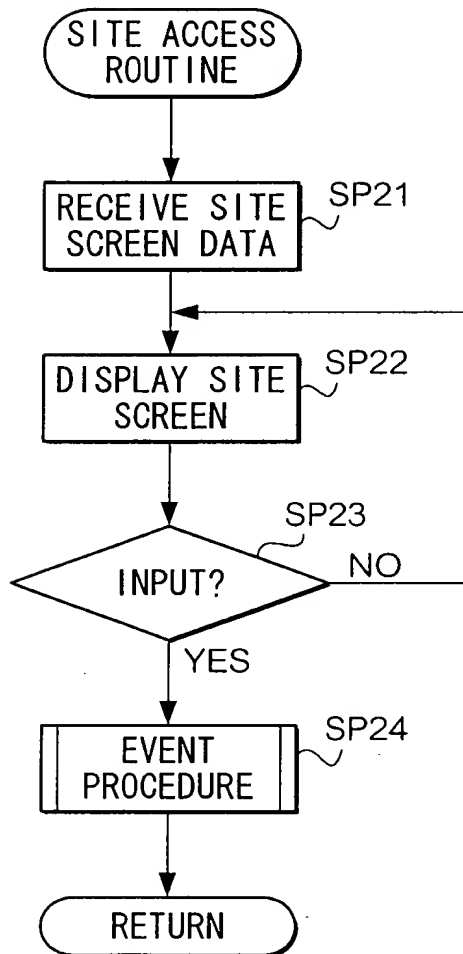 SITE ACCESS
ROUTINE
SP21
RECEIVE SITE
SCREEN DATA
SP22
DISPLAY SITE
SCREEN
SP23
INPUT?
NO
YES
SP24
EVENT
PROCEDURE
RETURN